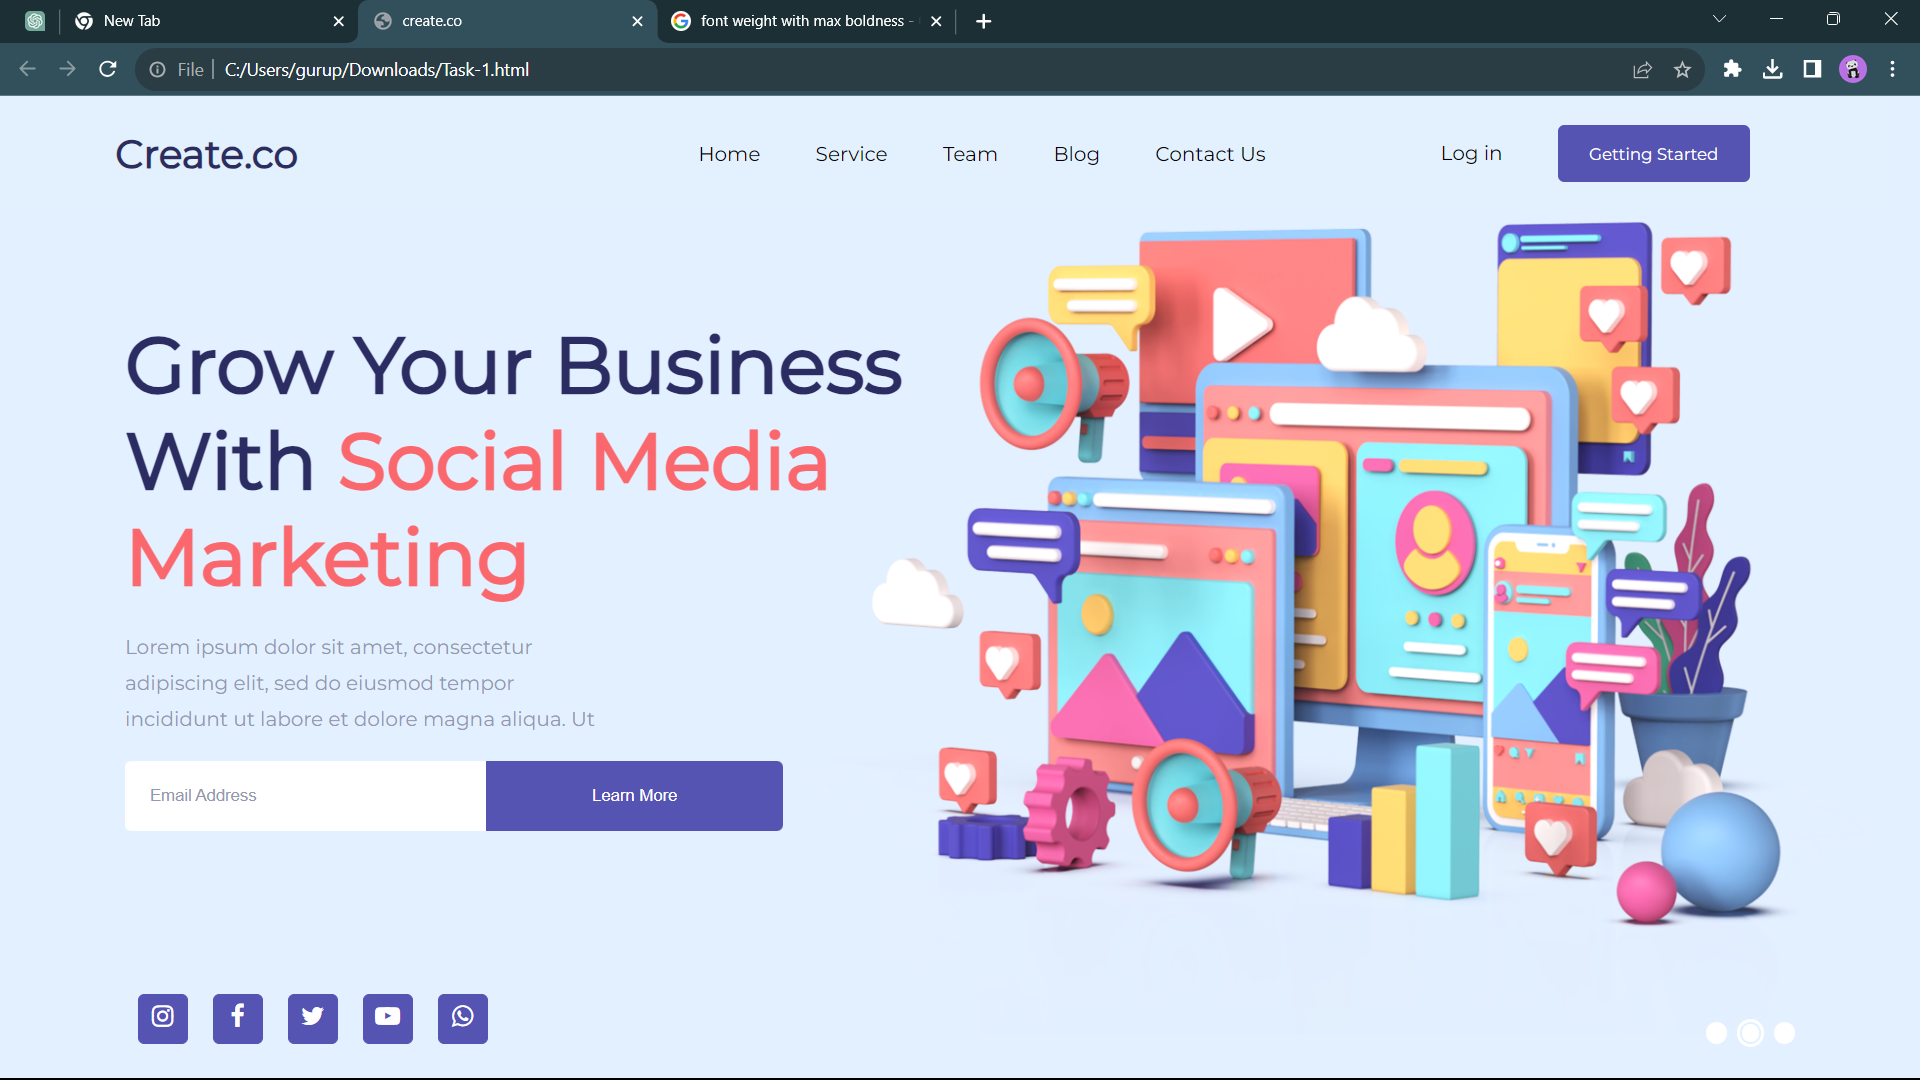 New Tab
create.co
font weight with max boldness -
File
C:/Users/gurup/Downloads/Task-1.html
Create.co
Home
Service
Team
Blog
Contact Us
Log in
Getting Started
Grow Your Business
With Social Media
Marketing
Lorem ipsum dolor sit amet, consectetur
adipiscing elit, sed do eiusmod tempor
incididunt ut labore et dolore magna aliqua. Ut
Email Address
Learn More